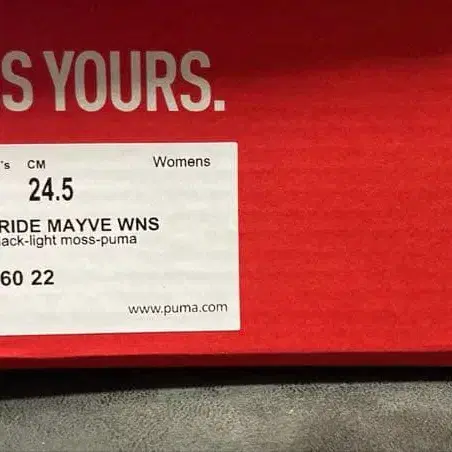 S YOURS.
's CM Womens
24.5
RIDE MAYVE WNS
ack-light moss-puma
60 22
www.puma.com